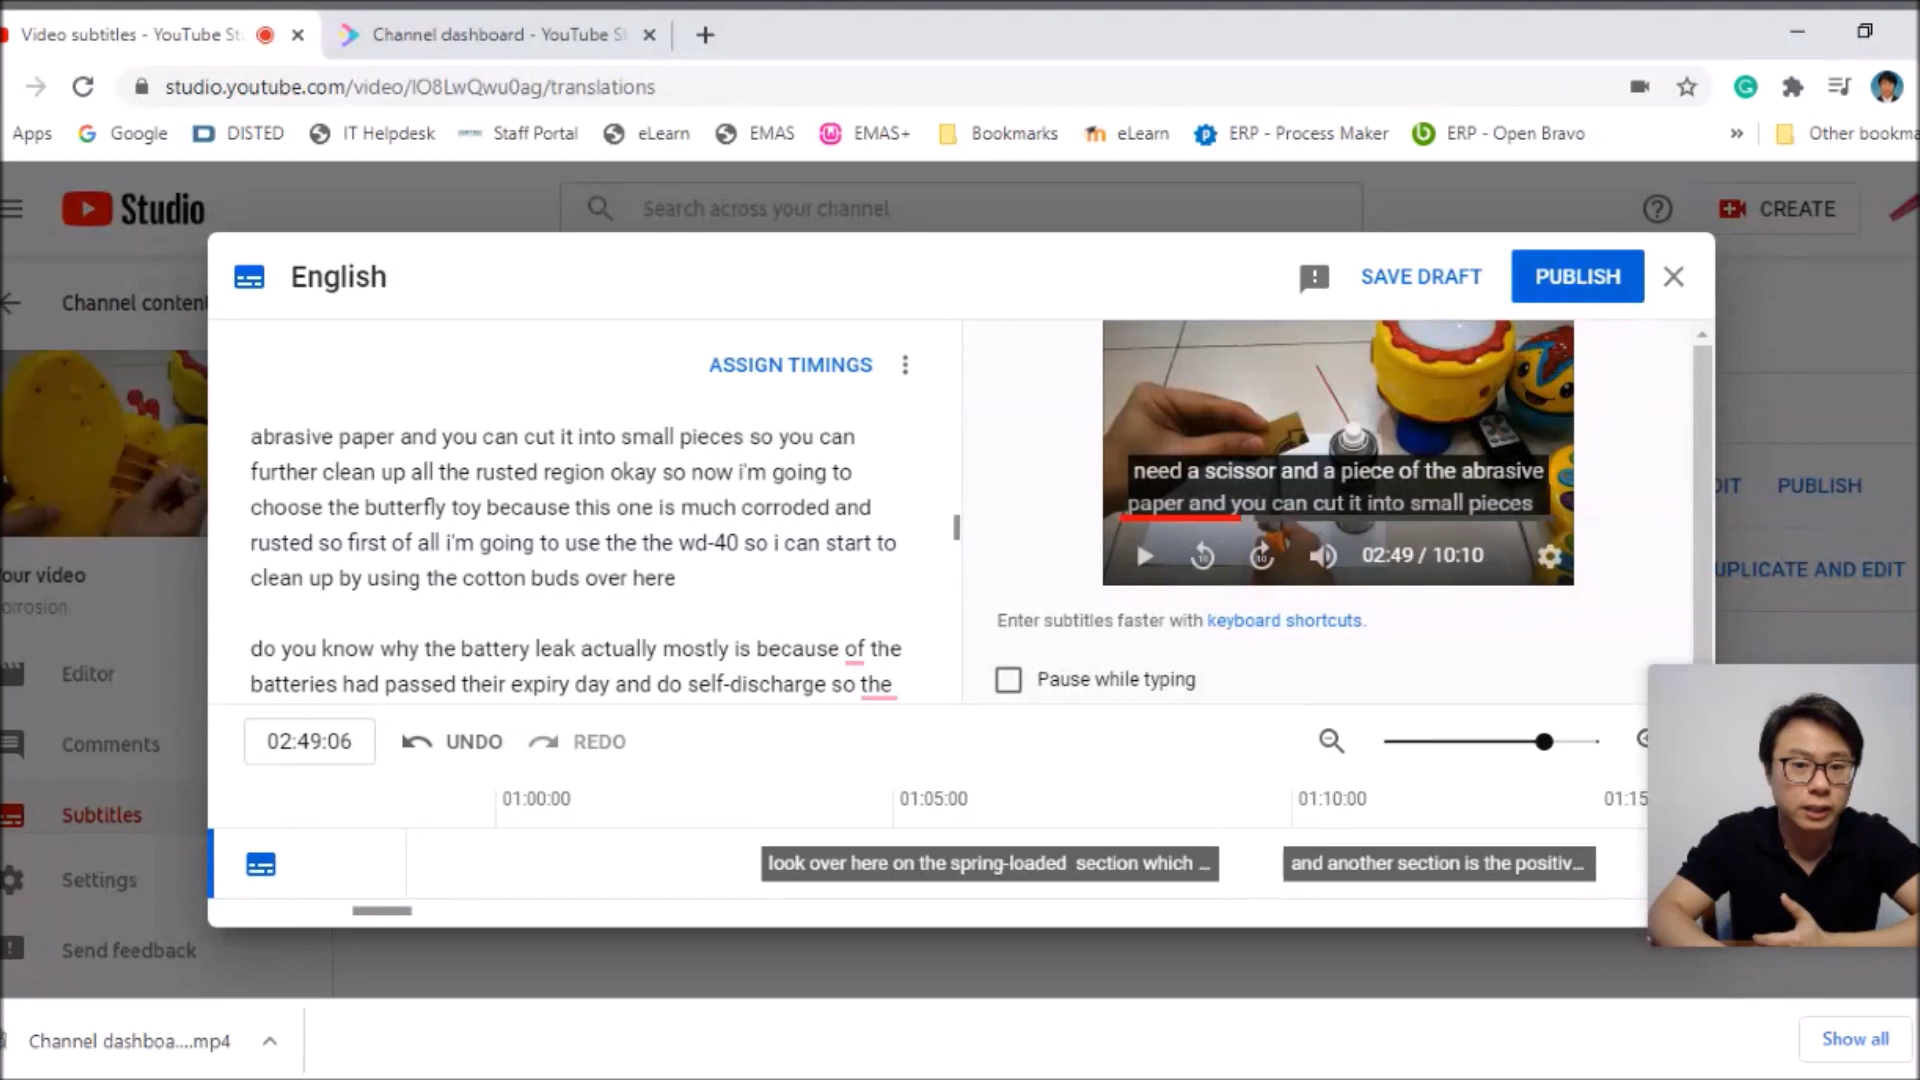 Video subtitles - YouTube St
Channel dashboard - YouTube S
studio.youtube.com/video/lO8LwQwu0ag/translations
Apps
Google
DISTED
IT Helpdesk
Staff Portal
eLearn
EMAS
EMAS+
Bookmarks
eLearn
ERP - Process Maker
ERP - Open Bravo
Other bookma
Studio
Search across your channel
CREATE
English
SAVE DRAFT
PUBLISH
Channel conten
ASSIGN TIMINGS
abrasive paper and you can cut it into small pieces so you can
further clean up all the rusted region okay so now i'm going to
choose the butterfly toy because this one is much corroded and
rusted so first of all i'm going to use the the wd-40 so i can start to
clean up by using the cotton buds over here
do you know why the battery leak actually mostly is because of the
batteries had passed their expiry day and do self-discharge so the
need a scissor and a piece of the abrasive
paper and you can cut it into small pieces
10
10
02:49 / 10:10
Enter subtitles faster with keyboard shortcuts.
Pause while typing
DIT
PUBLISH
UPLICATE AND EDIT
our video
orrosion
Editor
Comments
Subtitles
Settings
Send feedback
02:49:06
UNDO
REDO
01:00:00
01:05:00
01:10:00
01:15
look over here on the spring-loaded  section which ...
and another section is the positiv...
Channel dashboa....mp4
Show all